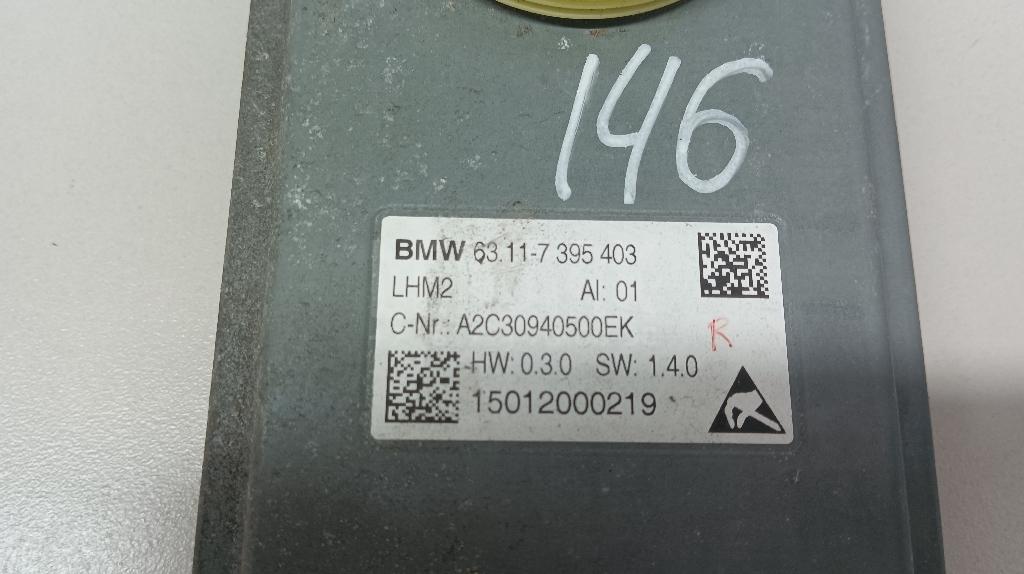 146
BMW 63.11-7 395 403
LHM2 AI: 01
C-Nr.: A2C30940500EK
R
HW: 0.3.0 SW: 1.4.0
15012000219